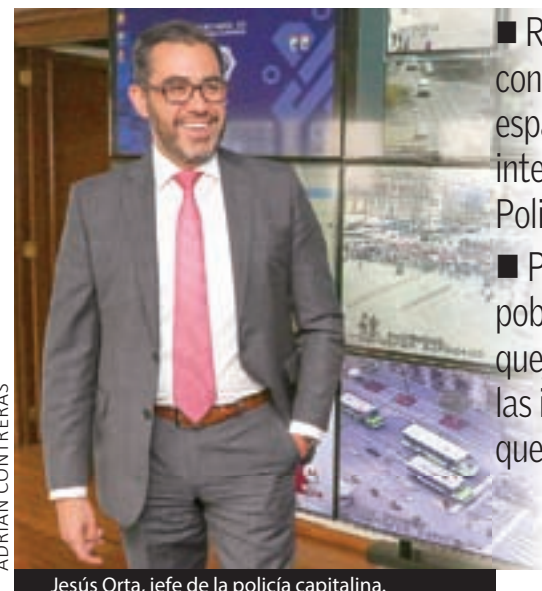 ADRIÁN CONTRERAS
Jesús Orta, jefe de la policía capitalina.
■ R
con
espa
inte
Poli
■ P
pob
que
las i
que